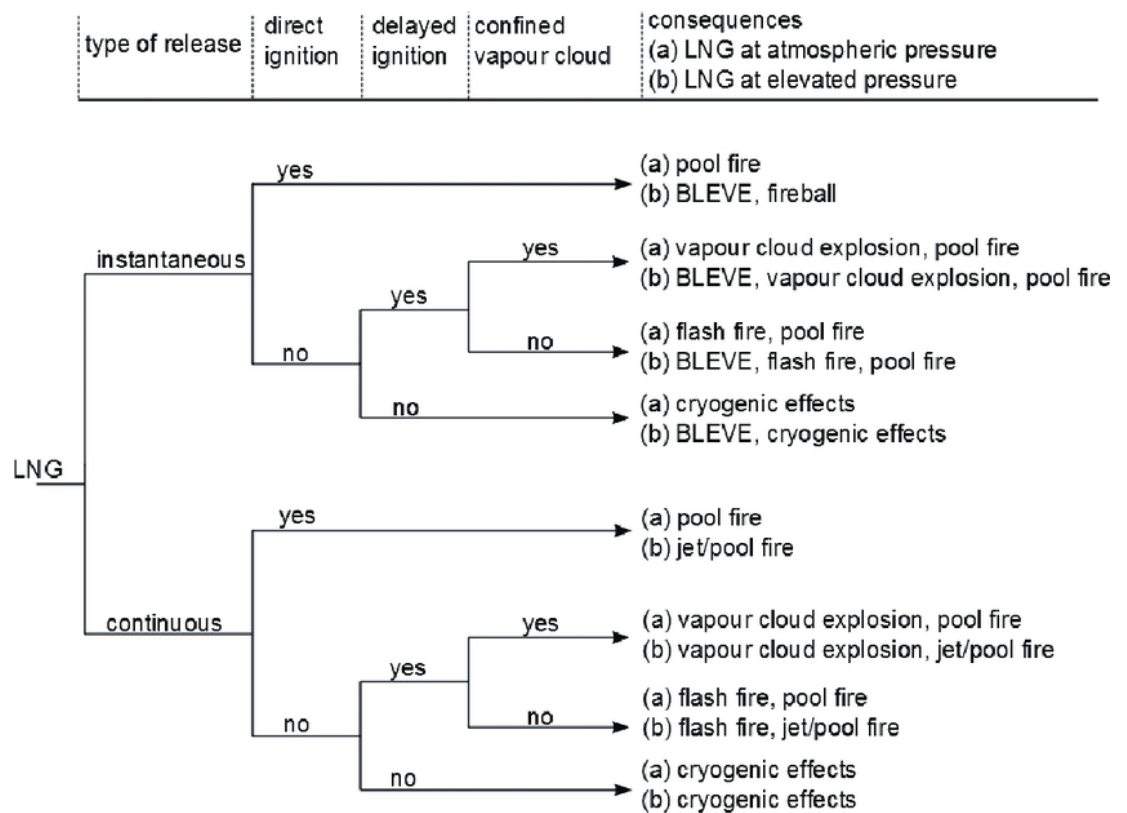 type of release
direct
ignition
delayed
ignition
confined
vapour cloud
consequences
(a) LNG at atmospheric pressure
(b) LNG at elevated pressure
yes
(a) pool fire
(b) BLEVE, fireball
instantaneous
yes
(a) vapour cloud explosion, pool fire
(b) BLEVE, vapour cloud explosion, pool fire
yes
no
no
(a) flash fire, pool fire
(b) BLEVE, flash fire, pool fire
no
(a) cryogenic effects
(b) BLEVE, cryogenic effects
LNG
yes
(a) pool fire
(b) jet/pool fire
continuous
yes
(a) vapour cloud explosion, pool fire
(b) vapour cloud explosion, jet/pool fire
yes
no
no
(a) flash fire, pool fire
(b) flash fire, jet/pool fire
no
(a) cryogenic effects
(b) cryogenic effects